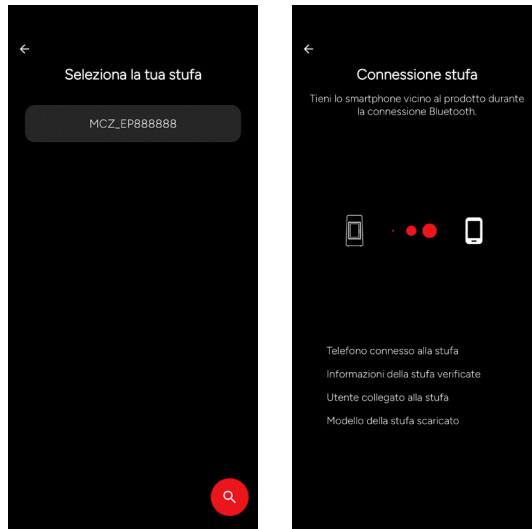 Seleziona la tua stufa
MCZ_EP888888
Connessione stufa
Tieni lo smartphone vicino al prodotto durante
la connessione Bluetooth.
Telefono connesso alla stufa
Informazioni della stufa verificate
Utente collegato alla stufa
Modello della stufa scaricato